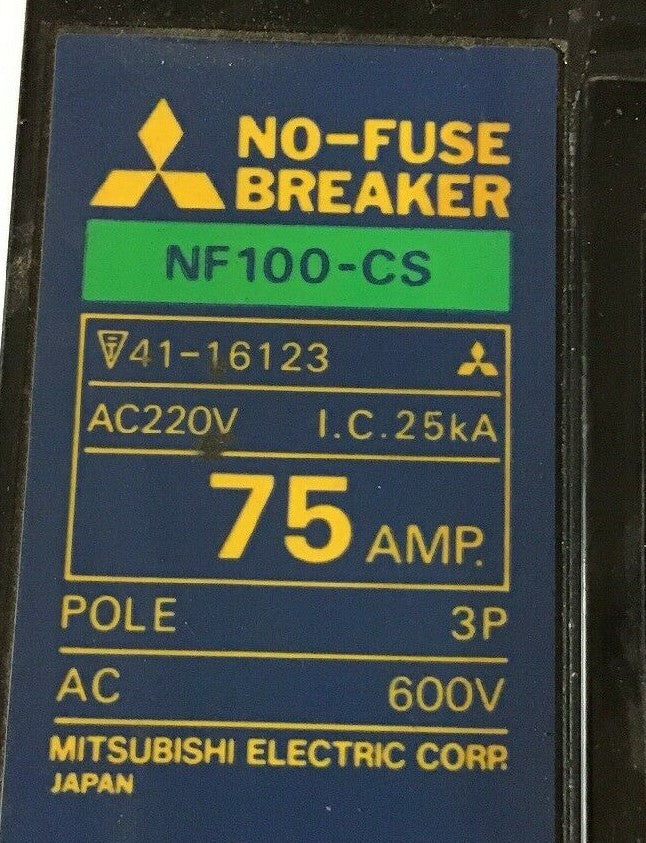 NO-FUSE
BREAKER
NF100-CS
41-16123
AC220V I.C.25kA
75 AMP.
POLE 3P
AC 600V
MITSUBISHI ELECTRIC CORP.
JAPAN